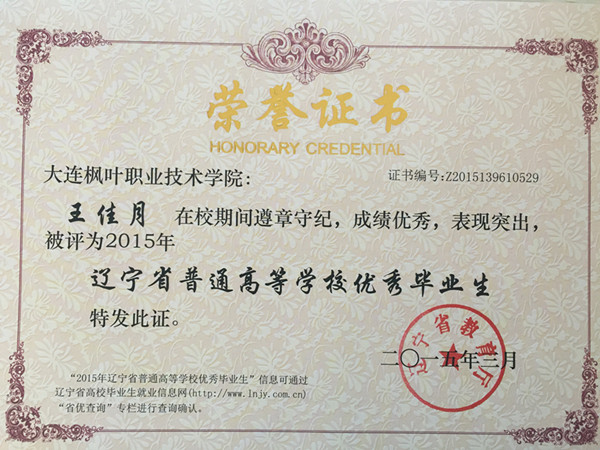 荣誉证书
HONORARY CREDENTIAL
大连枫叶职业技术学院:
证书编号:Z2015139610529
王佳月 在校期间遵章守纪，成绩优秀，表现突出，
被评为2015年
辽宁省普通高等学校优秀毕业生
特发此证。
辽宁省教育厅
二〇一五年三月
“2015年辽宁省普通高等学校优秀毕业生”信息可通过
辽宁省高校毕业生就业信息网(http://www.lnjy.com.cn)
“省优查询”专栏进行查询确认。